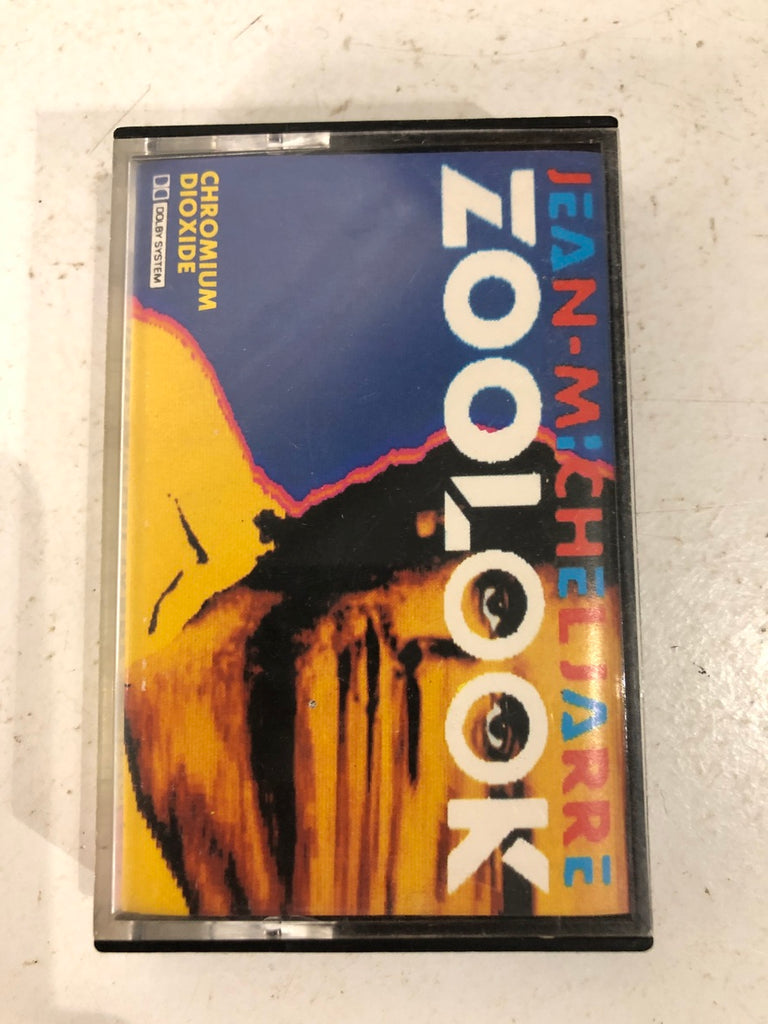 JEAN-MICHEL JARRE
ZOOLOOK
CHROMIUM
DIOXIDE
DOLBY SYSTEM